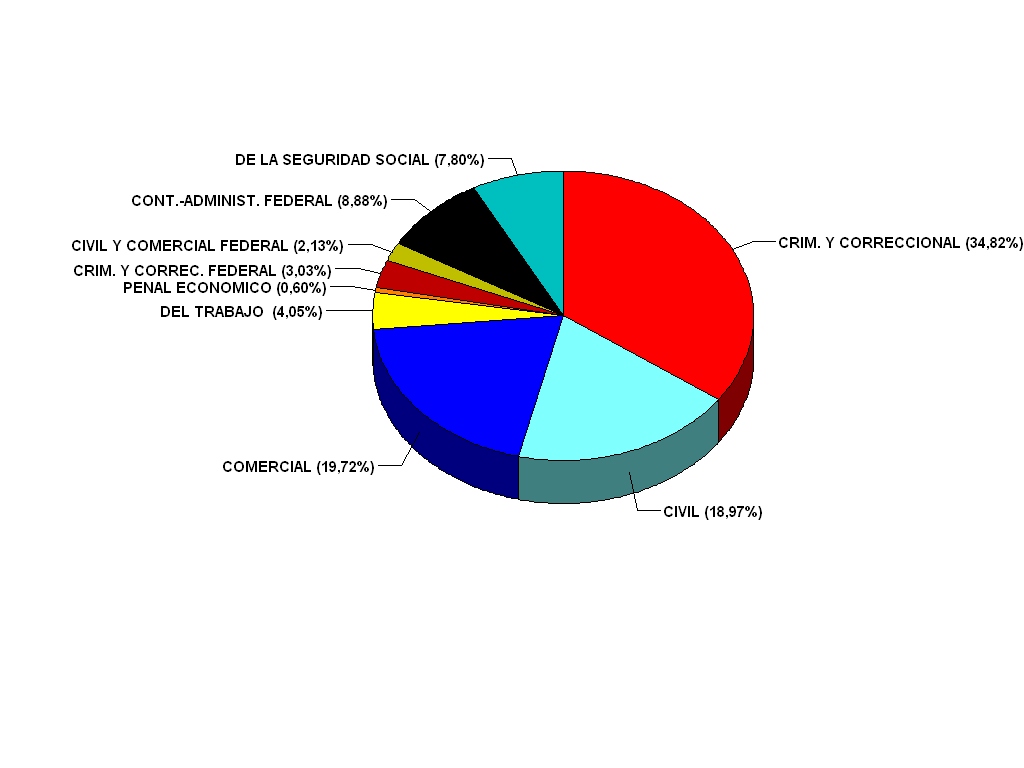 DE LA SEGURIDAD SOCIAL (7,80%)
CONT.-ADMINIST. FEDERAL (8,88%)
CRIM. Y CORRECCIONAL (34,82%)
CIVIL Y COMERCIAL FEDERAL (2,13%)
CRIM. Y CORREC. FEDERAL (3,03%)
PENAL ECONOMICO (0,60%)
DEL TRABAJO (4,05%)
COMERCIAL (19,72%)
CIVIL (18,97%)